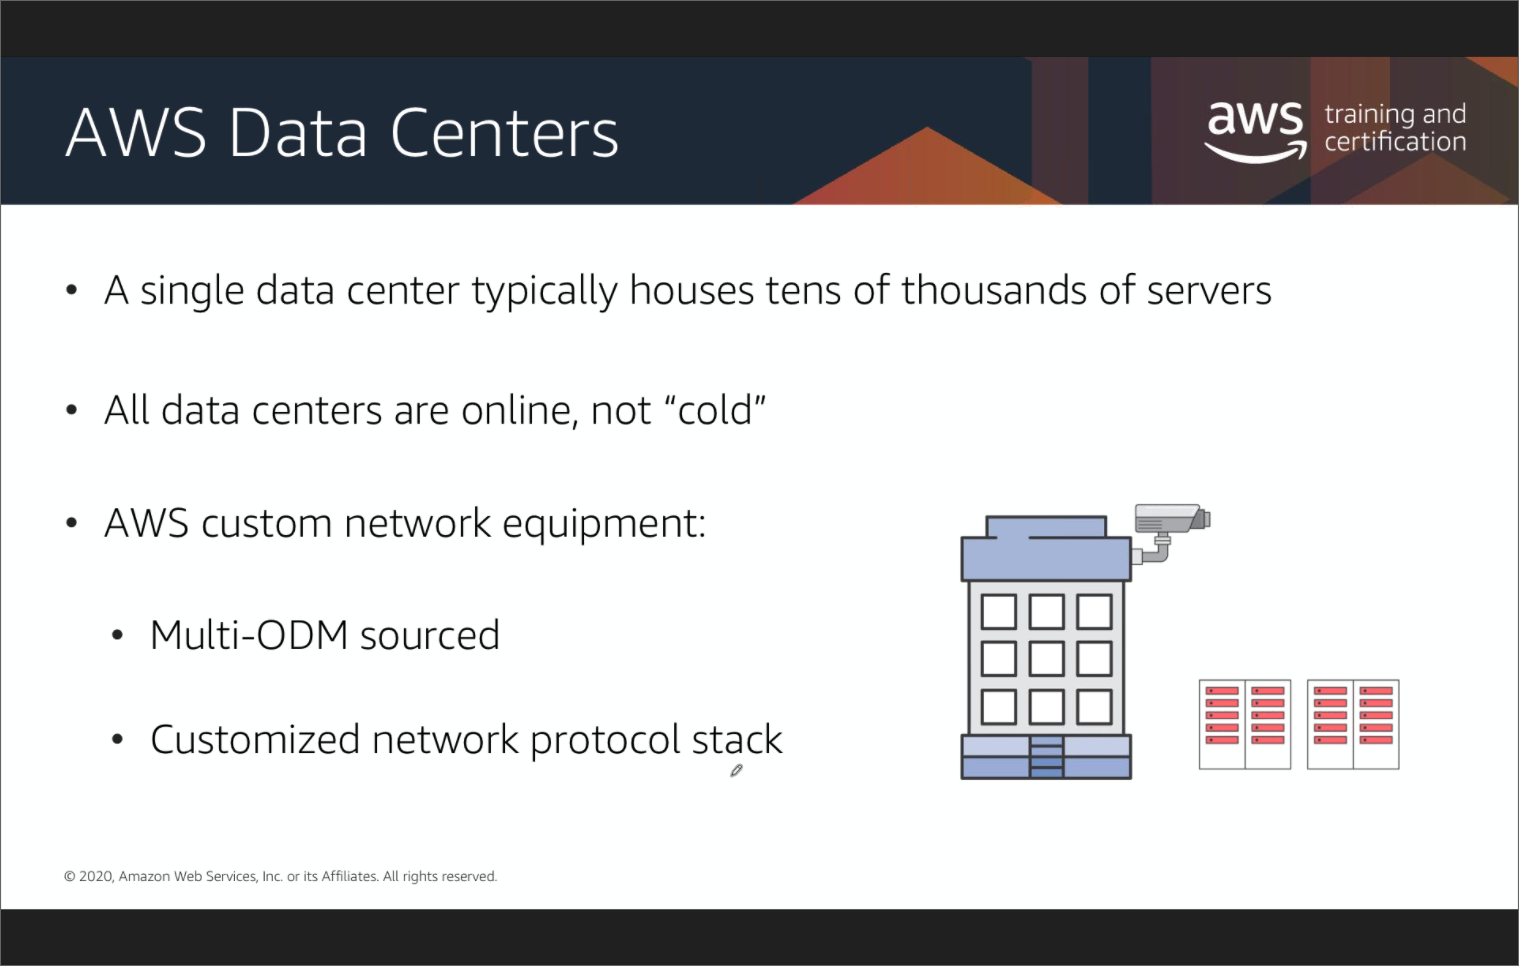 AWS Data Centers
aws training and
certification
• A single data center typically houses tens of thousands of servers
• All data centers are online, not “cold”
• AWS custom network equipment:
• Multi-ODM sourced
• Customized network protocol stack
© 2020, Amazon Web Services, Inc. or its Affiliates. All rights reserved.